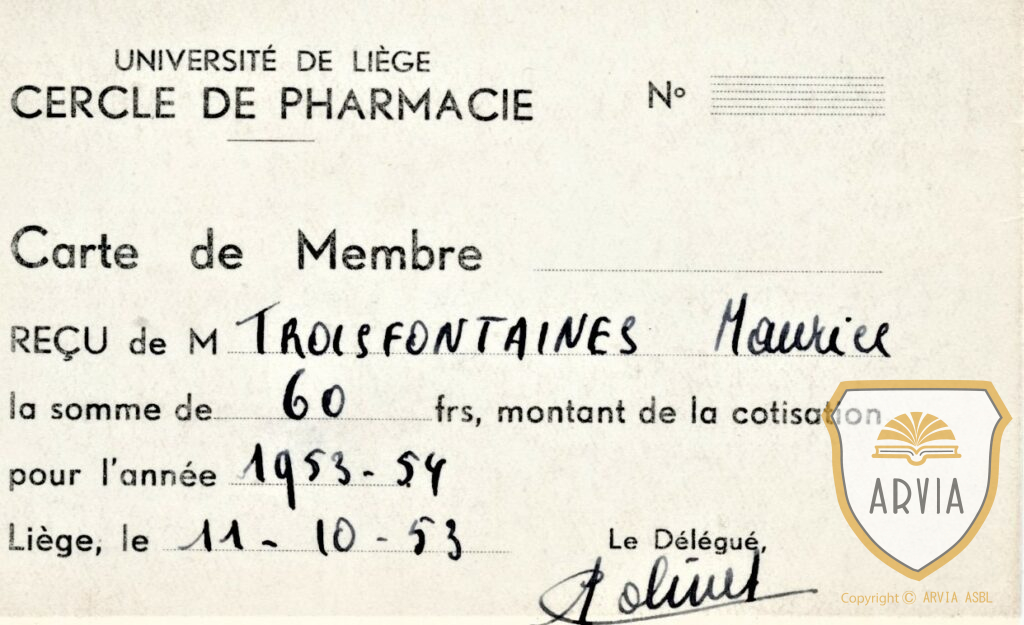 UNIVERSITÉ DE LIÈGE
CERCLE DE PHARMACIE
N°
Carte de Membre
REÇU de M TROISFONTAINES Maurice
la somme de 60 frs, montant de la cotisation
pour l'année 1953-54
Liège, le 11 - 10 - 53
Le Délégué,
ARVIA
Copyright © ARVIA ASBL